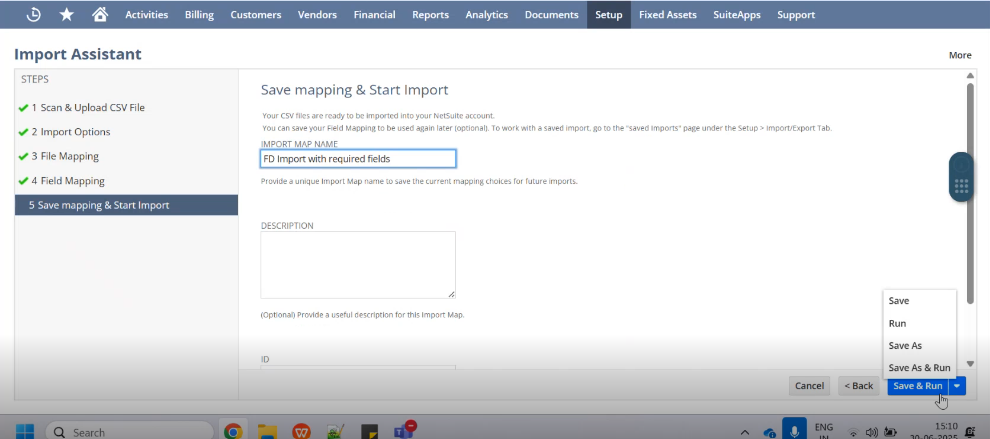 Activities Billing Customers Vendors Financial Reports Analytics Documents Setup Fixed Assets SuiteApps Support
Import Assistant
More
STEPS
1 Scan & Upload CSV File
2 Import Options
3 File Mapping
4 Field Mapping
5 Save mapping & Start Import
Save mapping & Start Import
Your CSV files are ready to be imported into your NetSuite account.
You can save your Field Mapping to be used again later (optional). To work with a saved import, go to the "saved Imports" page under the Setup > Import/Export Tab.
IMPORT MAP NAME
FD Import with required fields
Provide a unique Import Map name to save the current mapping choices for future imports.
DESCRIPTION
(Optional) Provide a useful description for this Import Map.
ID
Save
Run
Save As
Save As & Run
Cancel
< Back
Save & Run
Search
ENG
IN
15:10
30-06-2025